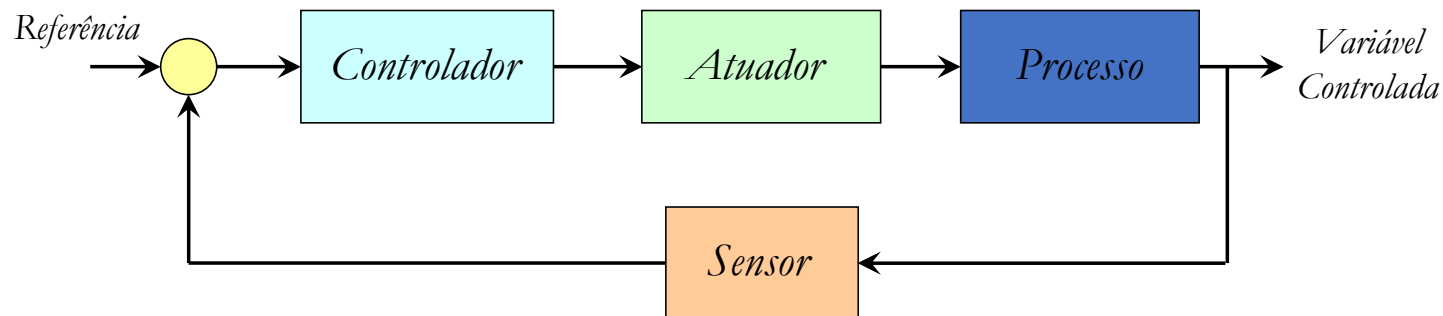 Referência
Controlador
Atuador
Processo
Variável
Controlada
Sensor